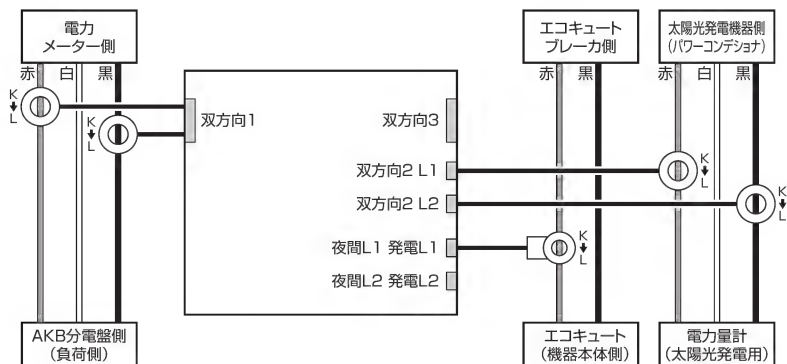 電力
メーター側
エコキュート
ブレーカ側
太陽光発電機器側
(パワーコンデショナ)
赤 白 黒
赤 黒
赤 白 黒
K
L
K
L
双方向1
双方向3
双方向2 L1
K
L
双方向2 L2
K
L
夜間L1 発電L1
K
L
夜間L2 発電L2
AKB分電盤側
(負荷側)
エコキュート
(機器本体側)
電力量計
(太陽光発電用)